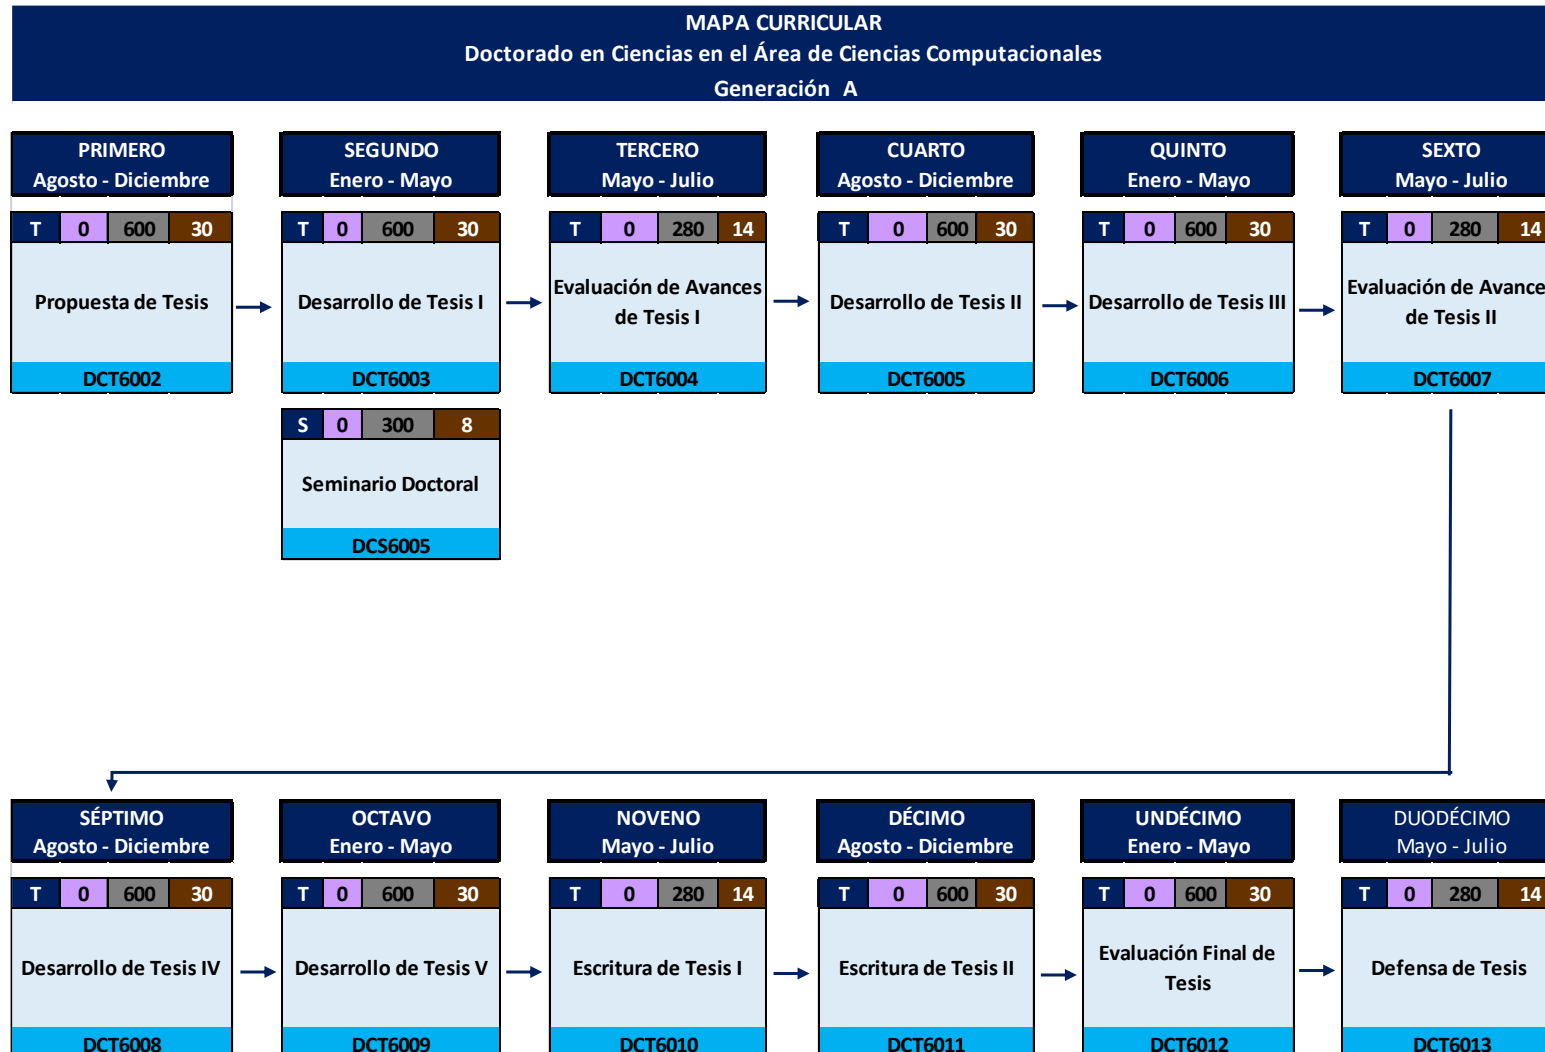 MAPA CURRICULAR
Doctorado en Ciencias en el Área de Ciencias Computacionales
Generación A
PRIMERO
Agosto - Diciembre
T 0 600 30
Propuesta de Tesis
DCT6002
SEGUNDO
Enero - Mayo
T 0 600 30
Desarrollo de Tesis I
DCT6003
S 0 300 8
Seminario Doctoral
DCS6005
TERCERO
Mayo - Julio
T 0 280 14
Evaluación de Avances
de Tesis I
DCT6004
CUARTO
Agosto - Diciembre
T 0 600 30
Desarrollo de Tesis II
DCT6005
QUINTO
Enero - Mayo
T 0 600 30
Desarrollo de Tesis III
DCT6006
SEXTO
Mayo - Julio
T 0 280 14
Evaluación de Avance
de Tesis II
DCT6007
SÉPTIMO
Agosto - Diciembre
T 0 600 30
Desarrollo de Tesis IV
DCT6008
OCTAVO
Enero - Mayo
T 0 600 30
Desarrollo de Tesis V
DCT6009
NOVENO
Mayo - Julio
T 0 280 14
Escritura de Tesis I
DCT6010
DÉCIMO
Agosto - Diciembre
T 0 600 30
Escritura de Tesis II
DCT6011
UNDÉCIMO
Enero - Mayo
T 0 600 30
Evaluación Final de
Tesis
DCT6012
DUODÉCIMO
Mayo - Julio
T 0 280 14
Defensa de Tesis
DCT6013